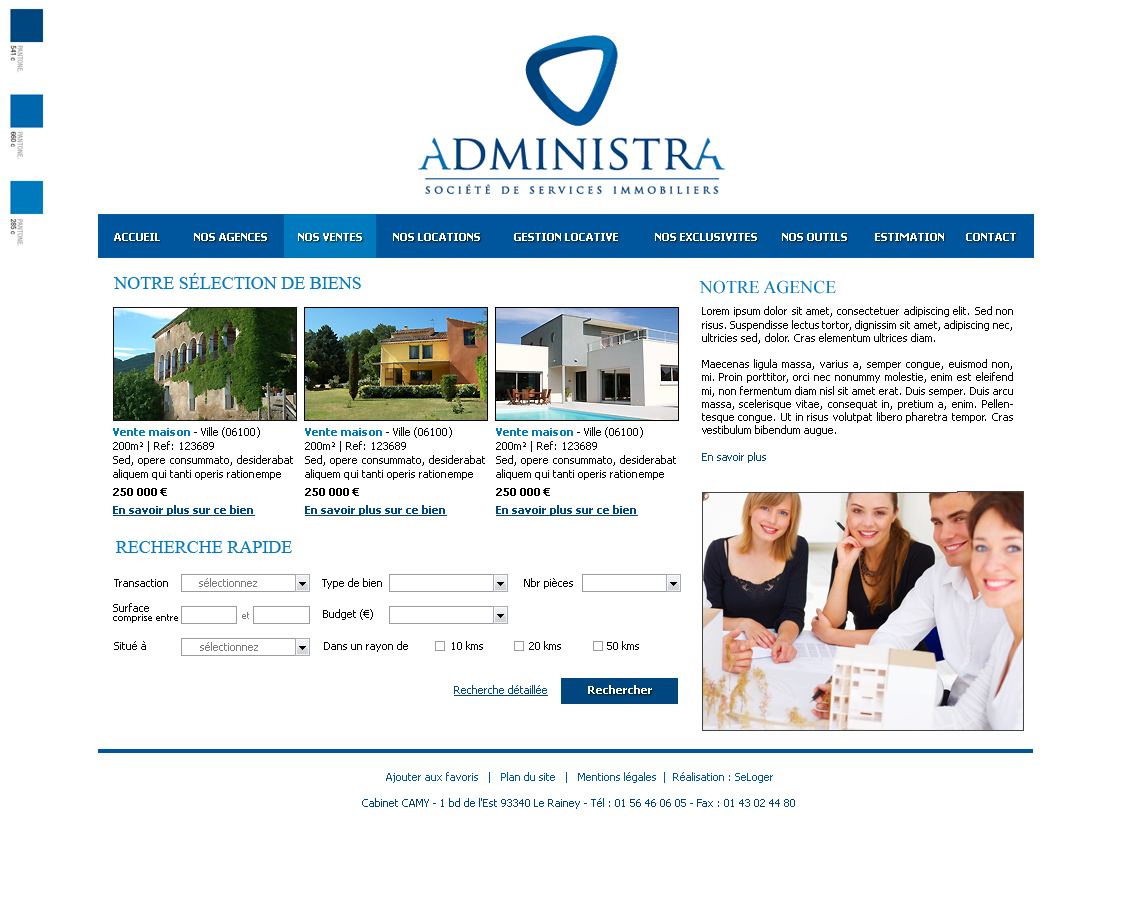 PANTONE.
541 c
PANTONE.
660 c
PANTONE.
285 c
ADMINISTRA
SOCIÉTÉ DE SERVICES IMMOBILIERS
ACCUEIL NOS AGENCES NOS VENTES NOS LOCATIONS GESTION LOCATIVE NOS EXCLUSIVITES NOS OUTILS ESTIMATION CONTACT
NOTRE SÉLECTION DE BIENS
Vente maison - Ville (06100)
200m² | Ref: 123689
Sed, opere consummato, desiderabat
aliquem qui tanti operis rationempe
250 000 €
En savoir plus sur ce bien
Vente maison - Ville (06100)
200m² | Ref: 123689
Sed, opere consummato, desiderabat
aliquem qui tanti operis rationempe
250 000 €
En savoir plus sur ce bien
Vente maison - Ville (06100)
200m² | Ref: 123689
Sed, opere consummato, desiderabat
aliquem qui tanti operis rationempe
250 000 €
En savoir plus sur ce bien
RECHERCHE RAPIDE
Transaction sélectionnez Type de bien Nbr pièces
Surface
comprise entre et Budget (€)
Situé à sélectionnez Dans un rayon de 10 kms 20 kms 50 kms
Recherche détaillée Rechercher
NOTRE AGENCE
Lorem ipsum dolor sit amet, consectetuer adipiscing elit. Sed non
risus. Suspendisse lectus tortor, dignissim sit amet, adipiscing nec,
ultricies sed, dolor. Cras elementum ultrices diam.
Maecenas ligula massa, varius a, semper congue, euismod non,
mi. Proin porttitor, orci nec nonummy molestie, enim est eleifend
mi, non fermentum diam nisl sit amet erat. Duis semper. Duis arcu
massa, scelerisque vitae, consequat in, pretium a, enim. Pellen-
tesque congue. Ut in risus volutpat libero pharetra tempor. Cras
vestibulum bibendum augue.
En savoir plus
Ajouter aux favoris | Plan du site | Mentions légales | Réalisation : SeLoger
Cabinet CAMY - 1 bd de l'Est 93340 Le Rainey - Tél : 01 56 46 06 05 - Fax : 01 43 02 44 80